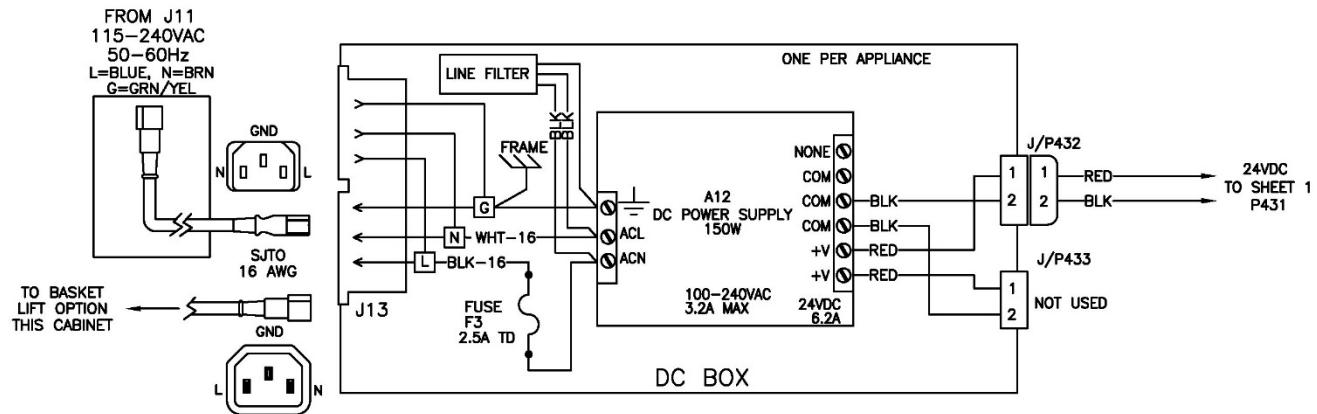 FROM J11
115-240VAC
50-60Hz
L=BLUE, N=BRN
G=GRN/YEL
GND
N L
SJTO
16 AWG
TO BASKET
LIFT OPTION
THIS CABINET
GND
L N
J13
LINE FILTER
BLK
BLK
FRAME
G
N WHT-16
L BLK-16
FUSE
F3
2.5A TD
ONE PER APPLIANCE
ACL
ACN
A12
DC POWER SUPPLY
150W
100-240VAC
3.2A MAX
NONE
COM
COM
COM
+V
+V
24VDC
6.2A
BLK
BLK
RED
RED
DC BOX
J/P432
1 1
2 2
RED
BLK
24VDC
TO SHEET 1
P431
J/P433
1
2
NOT USED